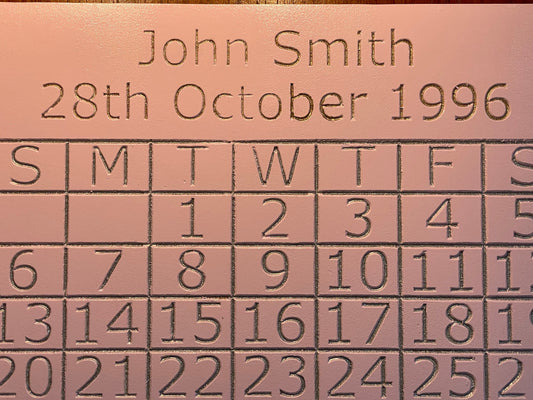 John Smith
28th October 1996
S M T W T F S
1 2 3 4 5
6 7 8 9 10 11
13 14 15 16 17 18
20 21 22 23 24 25